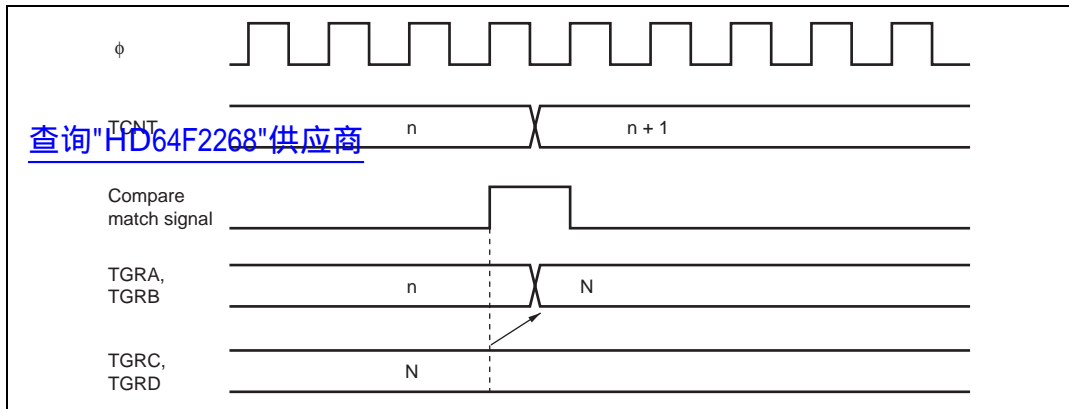 φ
TCNT
n
n + 1
查询"HD64F2268"供应商
Compare
match signal
TGRA,
TGRB
n
N
TGRC,
TGRD
N